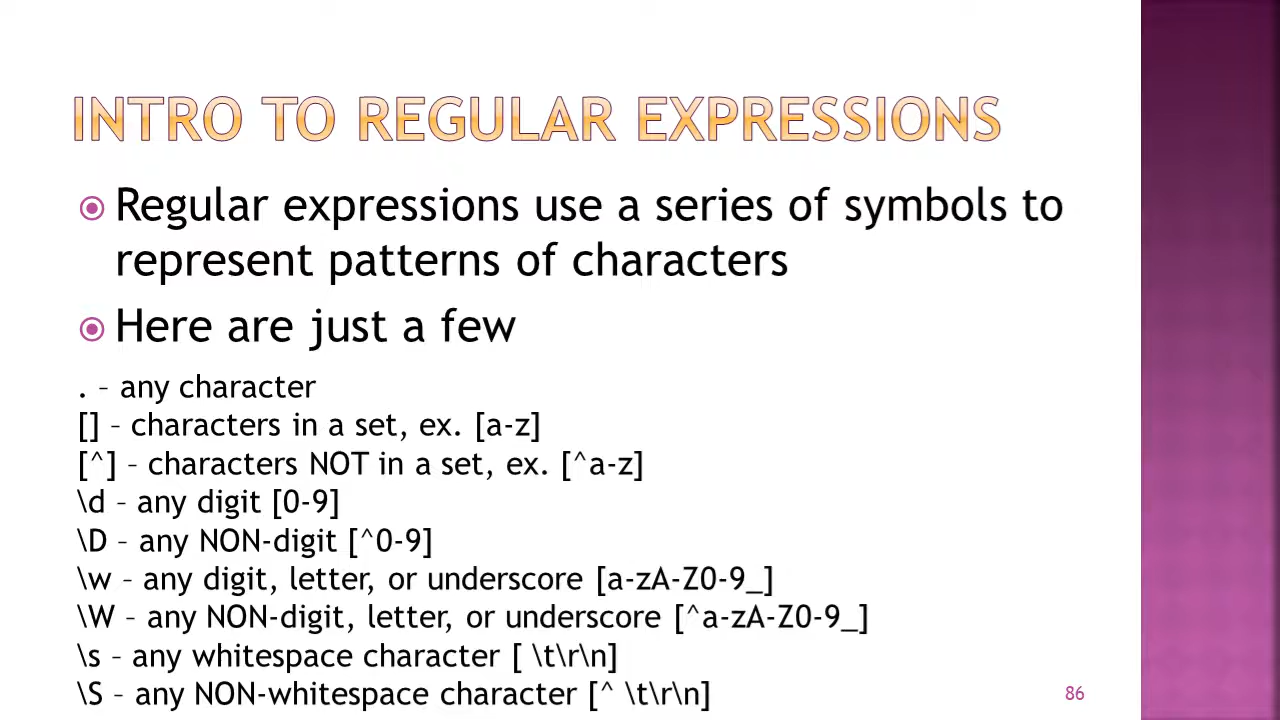 INTRO TO REGULAR EXPRESSIONS
Regular expressions use a series of symbols to
represent patterns of characters
Here are just a few
. – any character
[] – characters in a set, ex. [a-z]
[^] – characters NOT in a set, ex. [^a-z]
\d – any digit [0-9]
\D – any NON-digit [^0-9]
\w – any digit, letter, or underscore [a-zA-Z0-9_]
\W – any NON-digit, letter, or underscore [^a-zA-Z0-9_]
\s – any whitespace character [ \t\r\n]
\S – any NON-whitespace character [^ \t\r\n]
86